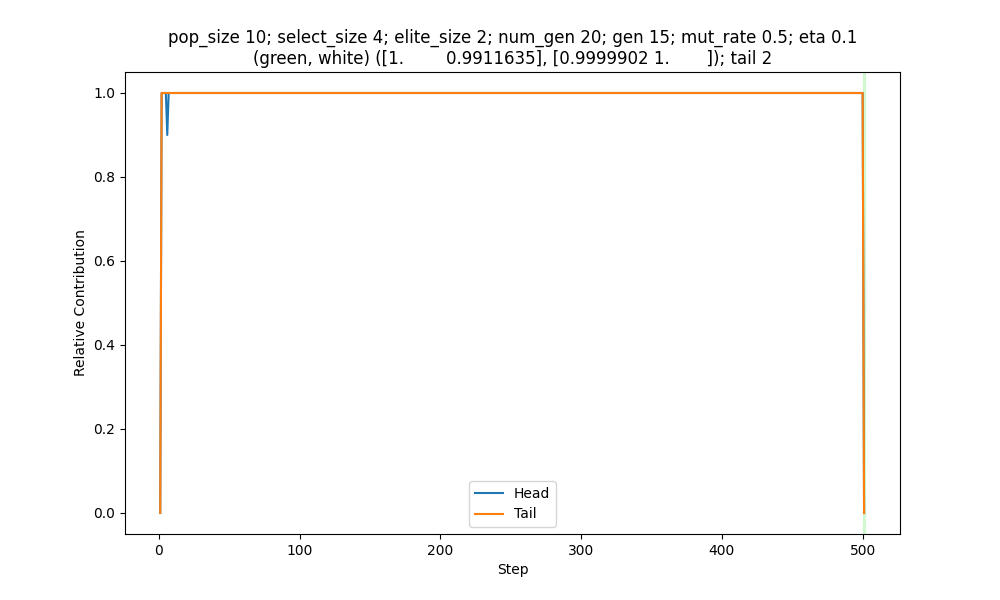 pop_size 10; select_size 4; elite_size 2; num_gen 20; gen 15; mut_rate 0.5; eta 0.1
(green, white) ([1.        0.9911635], [0.9999902 1.       ]); tail 2
1.0
0.8
0.6
0.4
0.2
0.0
Relative Contribution
Head
Tail
0
100
200
300
400
500
Step